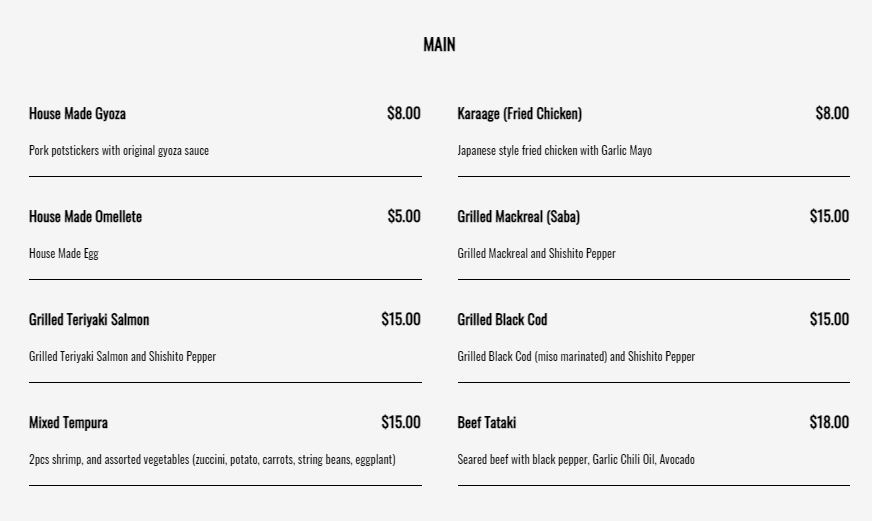 MAIN
House Made Gyoza $8.00
Pork potstickers with original gyoza sauce
Karaage (Fried Chicken) $8.00
Japanese style fried chicken with Garlic Mayo
House Made Omellete $5.00
House Made Egg
Grilled Mackreal (Saba) $15.00
Grilled Mackreal and Shishito Pepper
Grilled Teriyaki Salmon $15.00
Grilled Teriyaki Salmon and Shishito Pepper
Grilled Black Cod $15.00
Grilled Black Cod (miso marinated) and Shishito Pepper
Mixed Tempura $15.00
2pcs shrimp, and assorted vegetables (zuccini, potato, carrots, string beans, eggplant)
Beef Tataki $18.00
Seared beef with black pepper, Garlic Chili Oil, Avocado